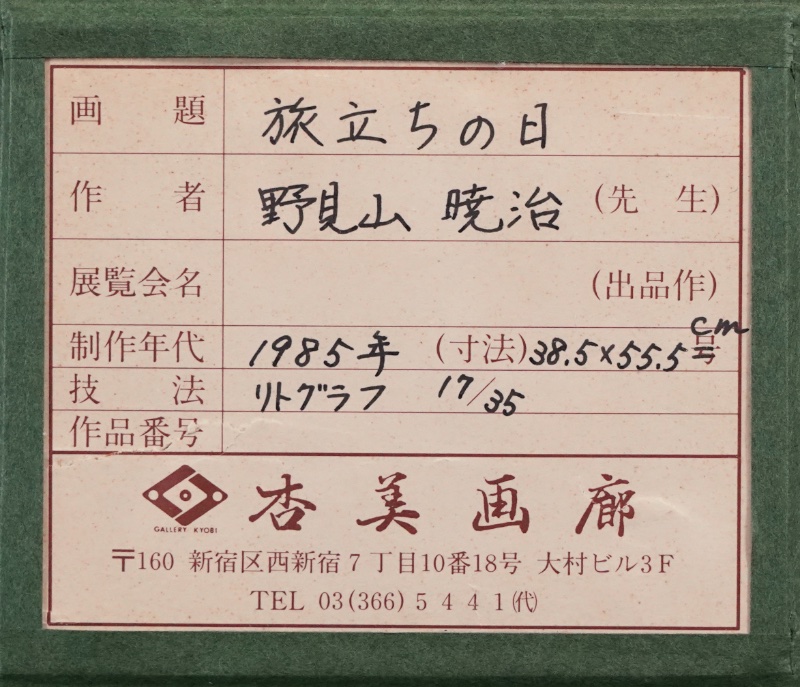 画 題 旅立ちの日
作 者 野見山 暁治 (先 生)
展覧会名 (出品作)
制作年代 1985年 (寸法) 38.5×55.5 号 cm
技 法 リトグラフ 17/35
作品番号
GALLERY KYOBI 杏美画廊
〒160 新宿区西新宿7丁目10番18号 大村ビル3F
TEL 03(366)5441㈹